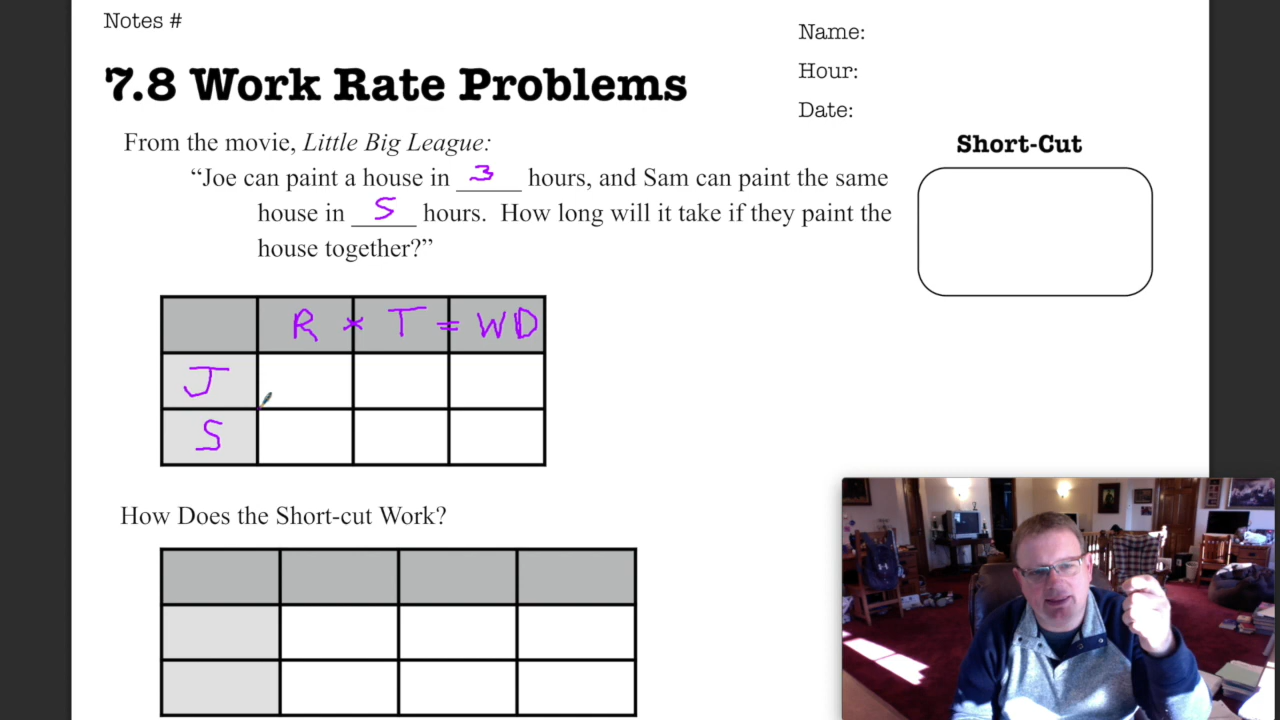 Notes #
Name:
7.8 Work Rate Problems
Hour:
Date:
From the movie, Little Big League:
Short-Cut
“Joe can paint a house in 3 hours, and Sam can paint the same
house in 5 hours. How long will it take if they paint the
house together?”
R * T = WD
J
S
How Does the Short-cut Work?